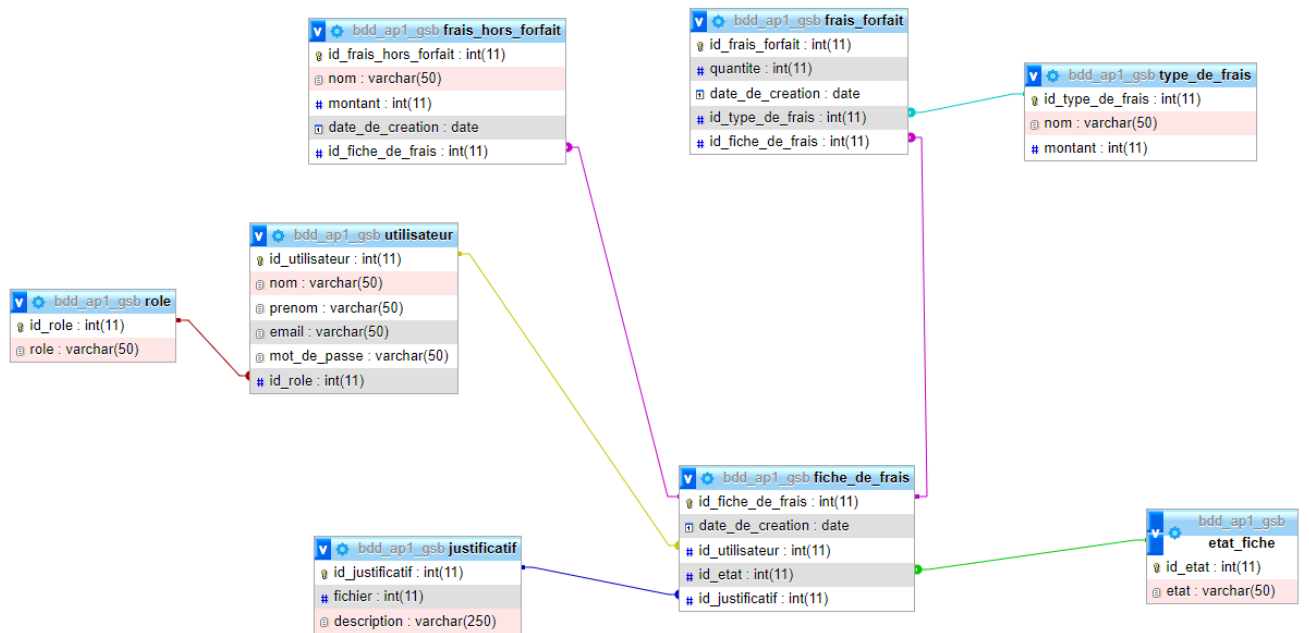 bdd_ap1_gsb frais_hors_forfait
id_frais_hors_forfait : int(11)
nom : varchar(50)
montant : int(11)
date_de_creation : date
id_fiche_de_frais : int(11)
bdd_ap1_gsb frais_forfait
id_frais_forfait : int(11)
quantite : int(11)
date_de_creation : date
id_type_de_frais : int(11)
id_fiche_de_frais : int(11)
bdd_ap1_gsb type_de_frais
id_type_de_frais : int(11)
nom : varchar(50)
montant : int(11)
bdd_ap1_gsb utilisateur
id_utilisateur : int(11)
nom : varchar(50)
prenom : varchar(50)
email : varchar(50)
mot_de_passe : varchar(50)
id_role : int(11)
bdd_ap1_gsb role
id_role : int(11)
role : varchar(50)
bdd_ap1_gsb fiche_de_frais
id_fiche_de_frais : int(11)
date_de_creation : date
id_utilisateur : int(11)
id_etat : int(11)
id_justificatif : int(11)
bdd_ap1_gsb justificatif
id_justificatif : int(11)
fichier : int(11)
description : varchar(250)
bdd_ap1_gsb
etat_fiche
id_etat : int(11)
etat : varchar(50)